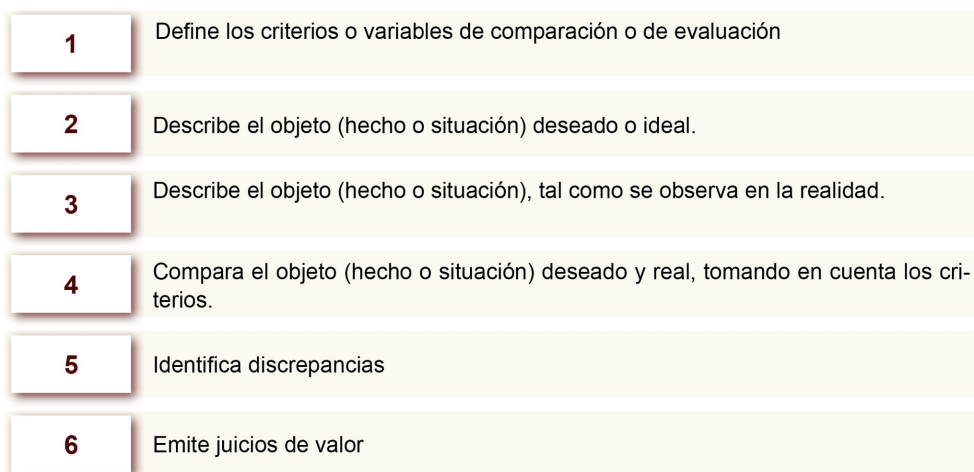 1
Define los criterios o variables de comparación o de evaluación
2
Describe el objeto (hecho o situación) deseado o ideal.
3
Describe el objeto (hecho o situación), tal como se observa en la realidad.
4
Compara el objeto (hecho o situación) deseado y real, tomando en cuenta los cri-
terios.
5
Identifica discrepancias
6
Emite juicios de valor